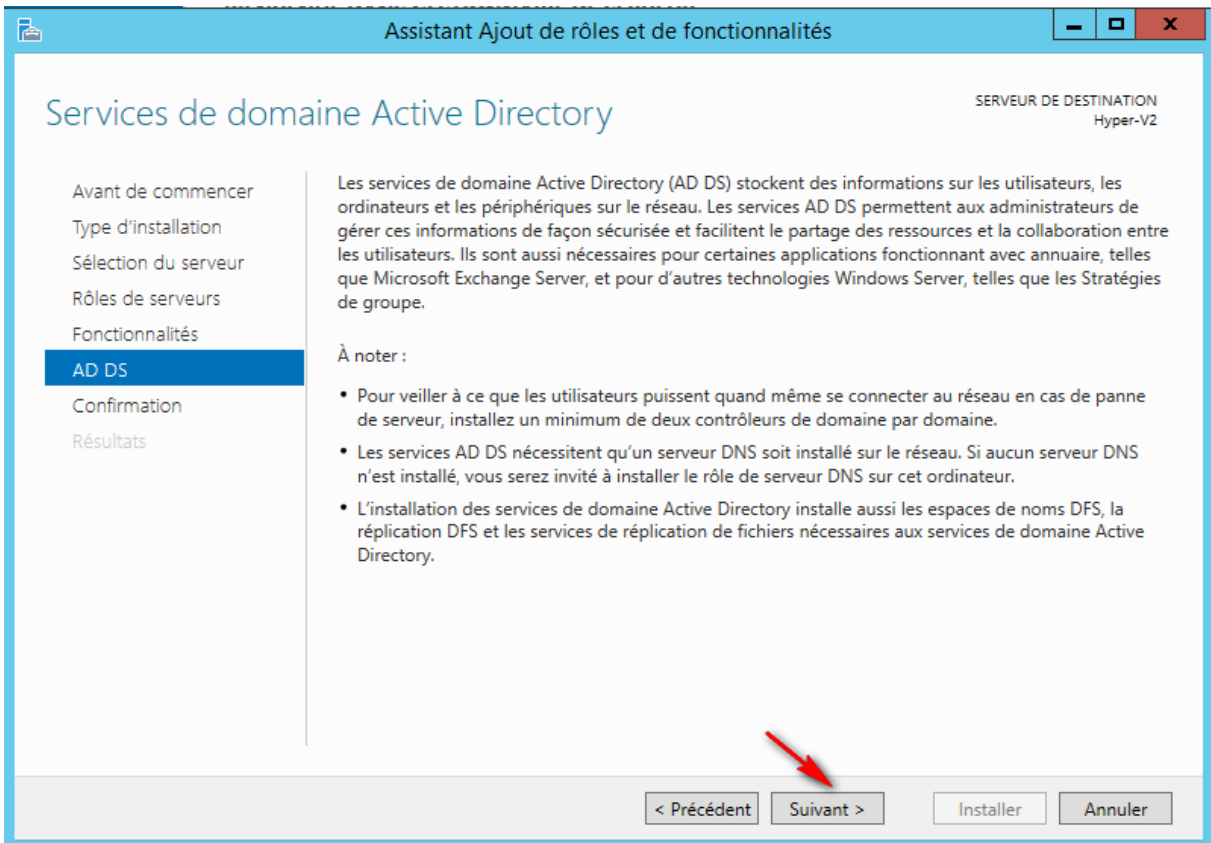 Assistant Ajout de rôles et de fonctionnalités
Services de domaine Active Directory
SERVEUR DE DESTINATION
Hyper-V2
Avant de commencer
Type d'installation
Sélection du serveur
Rôles de serveurs
Fonctionnalités
AD DS
Confirmation
Résultats
Les services de domaine Active Directory (AD DS) stockent des informations sur les utilisateurs, les
ordinateurs et les périphériques sur le réseau. Les services AD DS permettent aux administrateurs de
gérer ces informations de façon sécurisée et facilitent le partage des ressources et la collaboration entre
les utilisateurs. Ils sont aussi nécessaires pour certaines applications fonctionnant avec annuaire, telles
que Microsoft Exchange Server, et pour d'autres technologies Windows Server, telles que les Stratégies
de groupe.
À noter :
• Pour veiller à ce que les utilisateurs puissent quand même se connecter au réseau en cas de panne
de serveur, installez un minimum de deux contrôleurs de domaine par domaine.
• Les services AD DS nécessitent qu'un serveur DNS soit installé sur le réseau. Si aucun serveur DNS
n'est installé, vous serez invité à installer le rôle de serveur DNS sur cet ordinateur.
• L'installation des services de domaine Active Directory installe aussi les espaces de noms DFS, la
réplication DFS et les services de réplication de fichiers nécessaires aux services de domaine Active
Directory.
< Précédent
Suivant >
Installer
Annuler